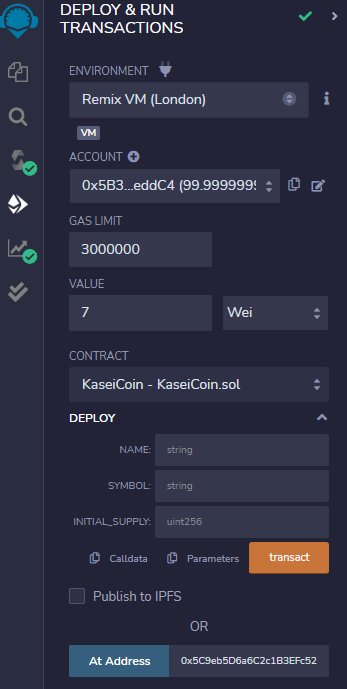 DEPLOY & RUN
TRANSACTIONS
ENVIRONMENT
Remix VM (London)
VM
ACCOUNT
0x5B3...eddC4 (99.9999999
GAS LIMIT
3000000
VALUE
7 Wei
CONTRACT
KaseiCoin - KaseiCoin.sol
DEPLOY
NAME: string
SYMBOL: string
INITIAL_SUPPLY: uint256
Calldata Parameters transact
Publish to IPFS
OR
At Address 0x5C9eb5D6a6C2c1B3EFc52